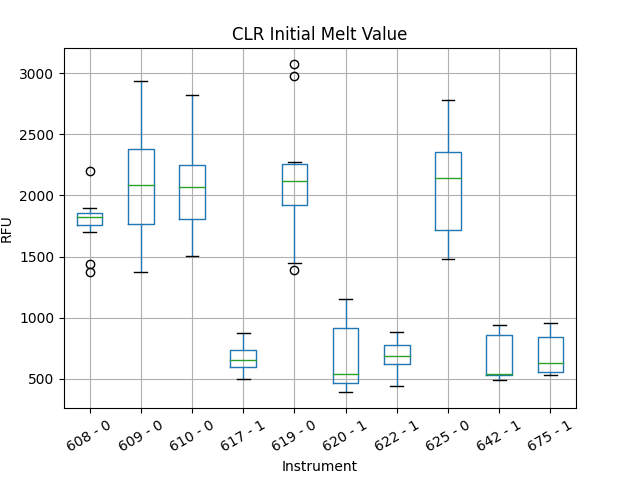 CLR Initial Melt Value
3000
2500
2000
1500
1000
500
RFU
608 - 0
609 - 0
610 - 0
617 - 1
619 - 0
620 - 1
622 - 1
625 - 0
642 - 1
675 - 1
Instrument